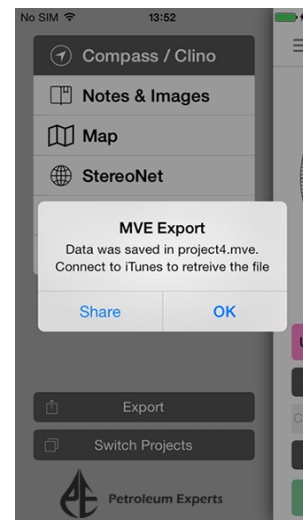 No SIM 13:52
Compass / Clino
Notes & Images
Map
StereoNet
MVE Export
Data was saved in project4.mve.
Connect to iTunes to retreive the file
Share OK
Export
Switch Projects
Petroleum Experts